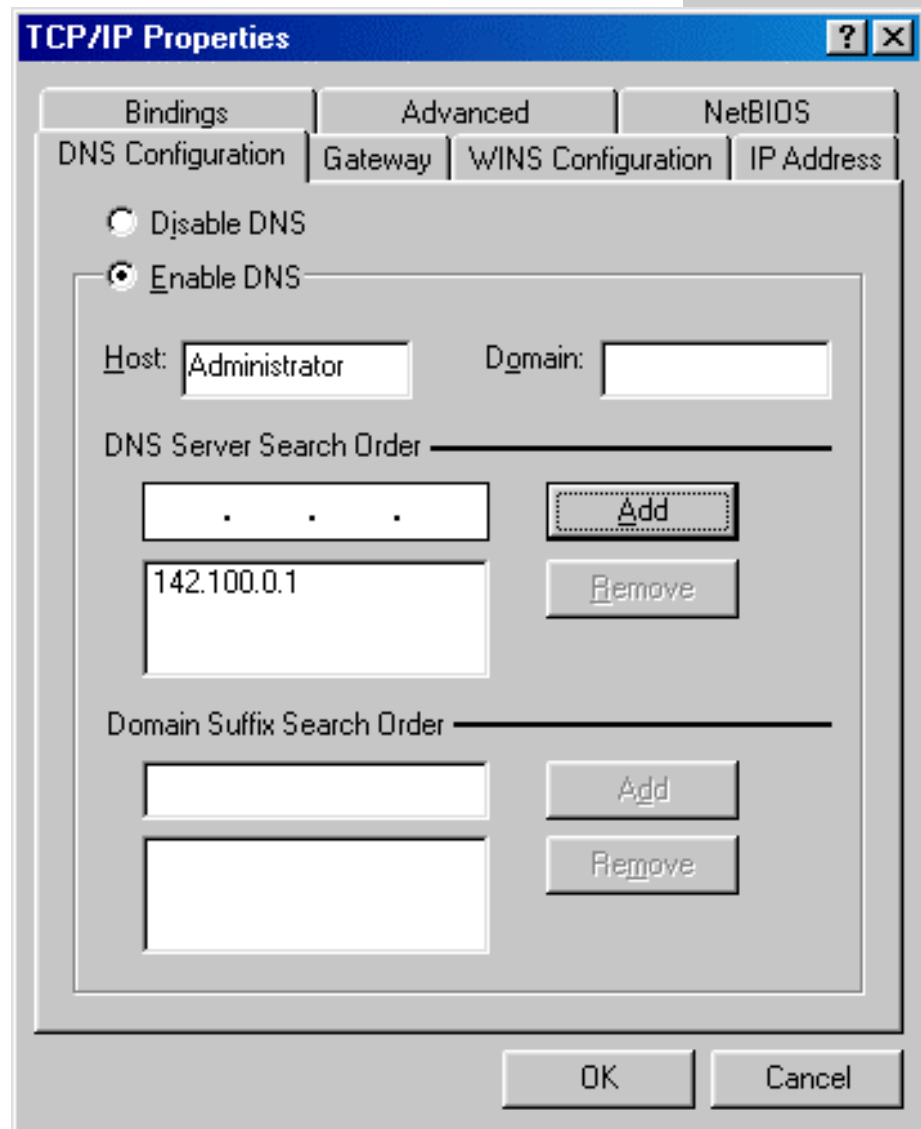 TCP/IP Properties
Bindings Advanced NetBIOS
DNS Configuration Gateway WINS Configuration IP Address
Disable DNS
Enable DNS
Host: Administrator Domain:
DNS Server Search Order
. . . Add
142.100.0.1 Remove
Domain Suffix Search Order
Add
Remove
OK Cancel